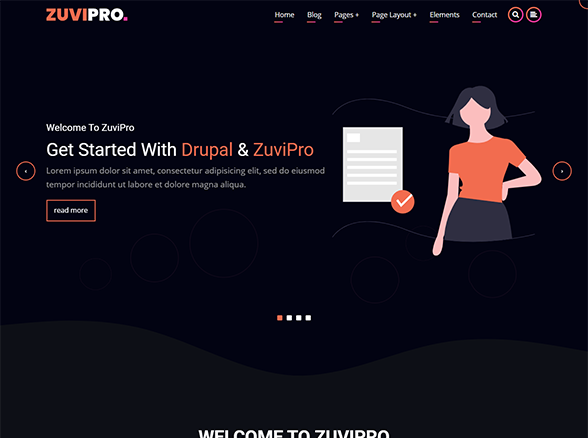 ZUVIPRO.
Home Blog Pages + Page Layout + Elements Contact
Welcome To ZuviPro
Get Started With Drupal & ZuviPro
Lorem ipsum dolor sit amet, consectetur adipisicing elit, sed do eiusmod
tempor incididunt ut labore et dolore magna aliqua.
read more
WELCOME TO ZUVIPRO